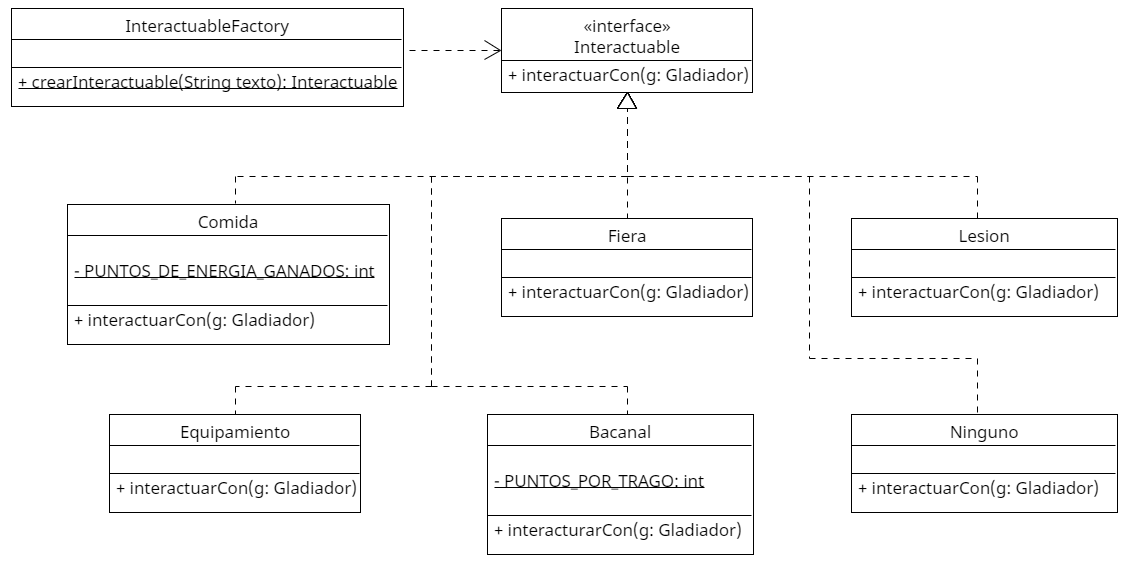 InteractuableFactory
+ crearInteractuable(String texto): Interactuable
«interface»
Interactuable
+ interactuarCon(g: Gladiador)
Comida
- PUNTOS_DE_ENERGIA_GANADOS: int
+ interactuarCon(g: Gladiador)
Fiera
+ interactuarCon(g: Gladiador)
Lesion
+ interactuarCon(g: Gladiador)
Equipamiento
+ interactuarCon(g: Gladiador)
Bacanal
- PUNTOS_POR_TRAGO: int
+ interacturarCon(g: Gladiador)
Ninguno
+ interactuarCon(g: Gladiador)